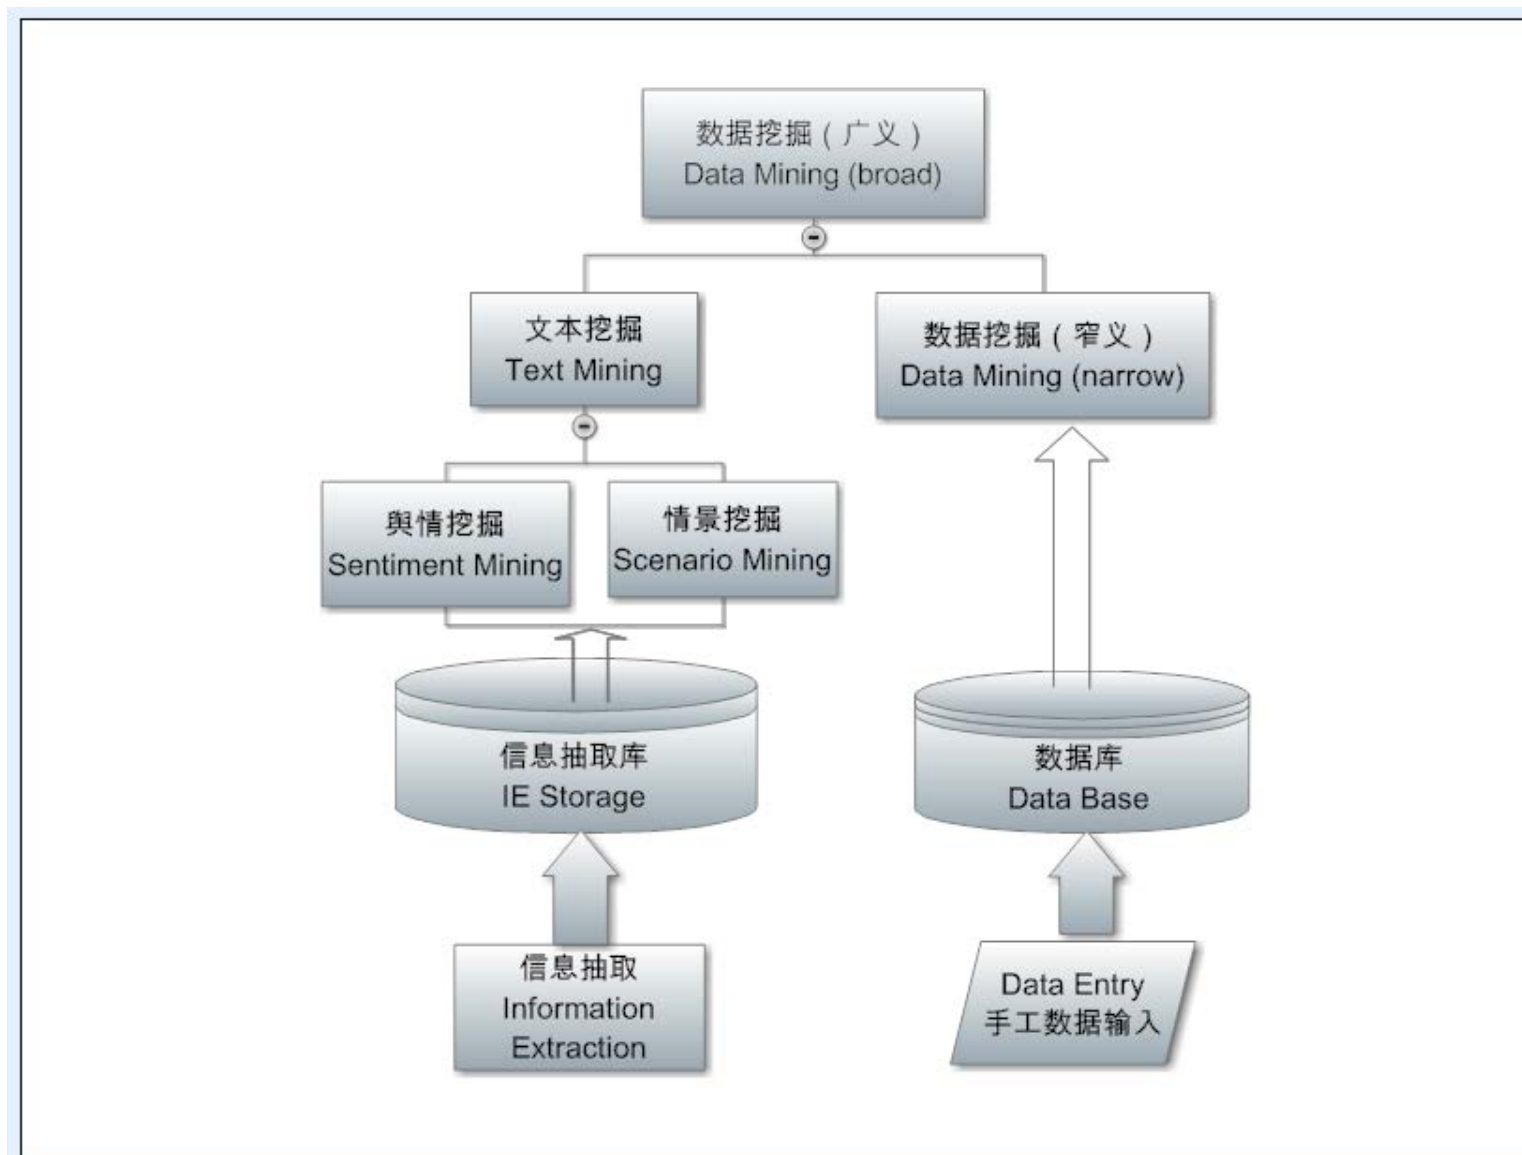 数据挖掘（广义）
Data Mining (broad)
文本挖掘
Text Mining
数据挖掘（窄义）
Data Mining (narrow)
舆情挖掘
Sentiment Mining
情景挖掘
Scenario Mining
信息抽取库
IE Storage
数据库
Data Base
信息抽取
Information
Extraction
Data Entry
手工数据输入